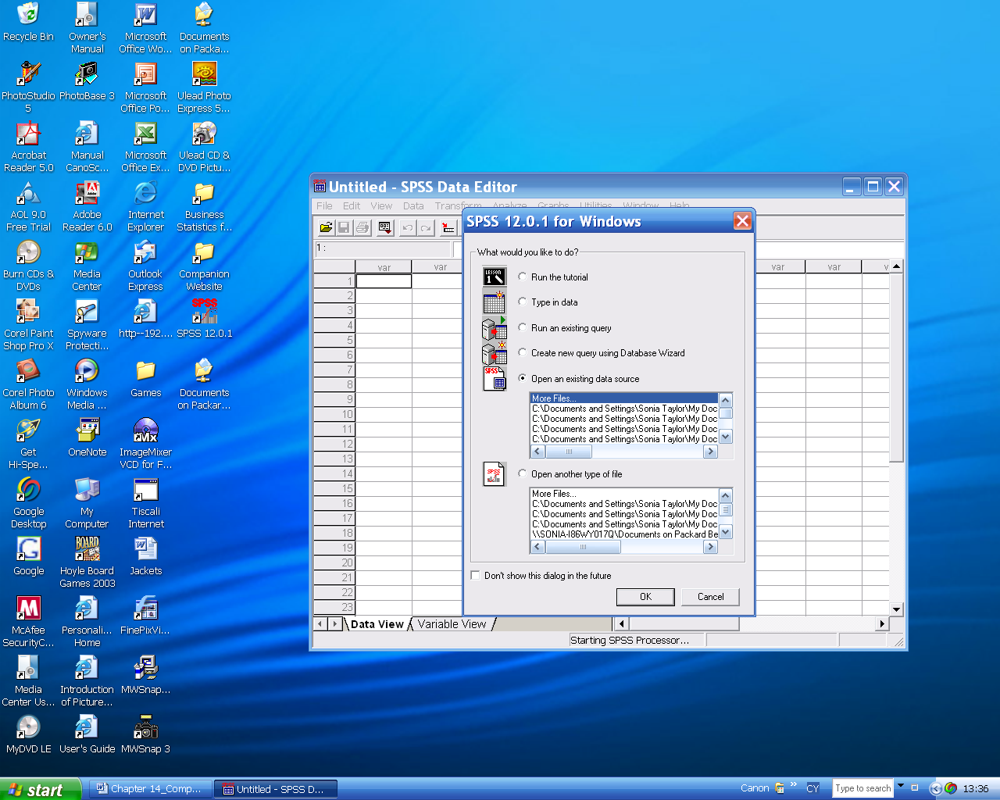 Recycle Bin
Owner's Manual
Microsoft Office Wo...
Documents on Packa...
PhotoStudio 5
PhotoBase 3
Microsoft Office Po...
Ulead Photo Express 5...
Acrobat Reader 5.0
Manual CanoSc...
Microsoft Office Ex...
Ulead CD & DVD Pictu...
AOL 9.0 Free Trial
Adobe Reader 6.0
Internet Explorer
Business Statistics f...
Burn CDs & DVDs
Media Center
Outlook Express
Companion Website
Corel Paint Shop Pro X
Spyware Protecti...
http--192....
SPSS 12.0.1
Corel Photo Album 6
Windows Media ...
Games
Documents on Packar...
Get Hi-Spe...
OneNote
ImageMixer VCD for F...
Google Desktop
My Computer
Tiscali Internet
Google
Hoyle Board Games 2003
Jackets
McAfee SecurityC...
Personali... Home
FinePixVi...
Media Center Us...
Introduction of Picture...
MWSnap...
MyDVD LE
User's Guide
MWSnap 3
Untitled - SPSS Data Editor
File Edit View Data Transform Analyze Graphs Utilities Window Help
1 :
var var var var v
1
2
3
4
5
6
7
8
9
10
11
12
13
14
15
16
17
18
19
20
21
22
23
Data View Variable View
Starting SPSS Processor...
SPSS 12.0.1 for Windows
What would you like to do?
Run the tutorial
Type in data
Run an existing query
Create new query using Database Wizard
Open an existing data source
More Files...
C:\Documents and Settings\Sonia Taylor\My Doc
C:\Documents and Settings\Sonia Taylor\My Doc
C:\Documents and Settings\Sonia Taylor\My Doc
C:\Documents and Settings\Sonia Taylor\My Doc
Open another type of file
More Files...
C:\Documents and Settings\Sonia Taylor\My Doc
C:\Documents and Settings\Sonia Taylor\My Doc
C:\Documents and Settings\Sonia Taylor\My Doc
\\SONIA-I86WY017Q\Documents on Packard Be
Don't show this dialog in the future
OK Cancel
start
Chapter 14_Comp...
Untitled - SPSS D...
Canon
CY
Type to search
13:36